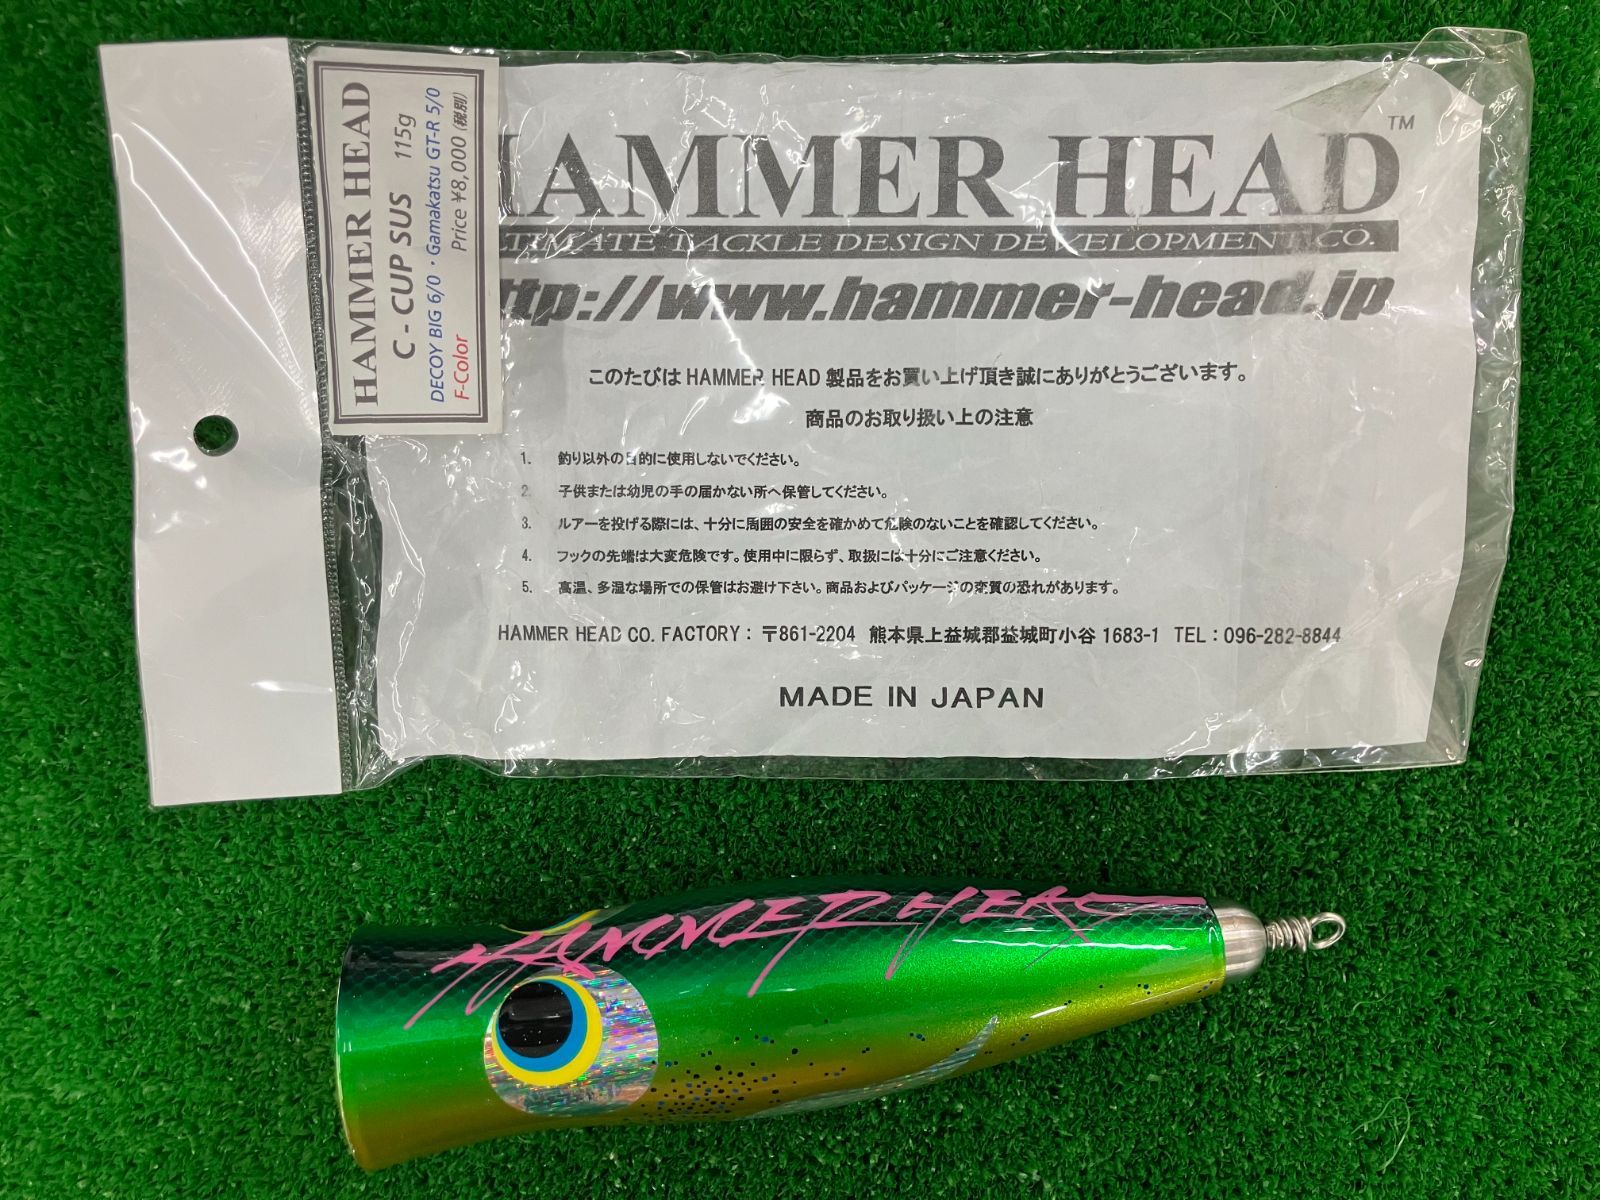 HAMMER HEAD
C - CUP SUS 115g
DECOY BIG 6/0・Gamakatsu GT-R 5/0
F-Color Price ¥8,000 (税別)
HAMMER HEAD™
LTIMATE TACKLE DESIGN DEVELOPMENT CO.
ttp://www.hammer-head.jp
このたびは HAMMER HEAD 製品をお買い上げ頂き誠にありがとうございます。
商品のお取り扱い上の注意
1. 釣り以外の目的に使用しないでください。
2. 子供または幼児の手の届かない所へ保管してください。
3. ルアーを投げる際には、十分に周囲の安全を確かめて危険のないことを確認してください。
4. フックの先端は大変危険です。使用中に限らず、取扱には十分にご注意ください。
5. 高温、多湿な場所での保管はお避け下さい。商品およびパッケージの変質の恐れがあります。
HAMMER HEAD CO. FACTORY : 〒861-2204 熊本県上益城郡益城町小谷 1683-1 TEL : 096-282-8844
MADE IN JAPAN
HAMMER HEAD